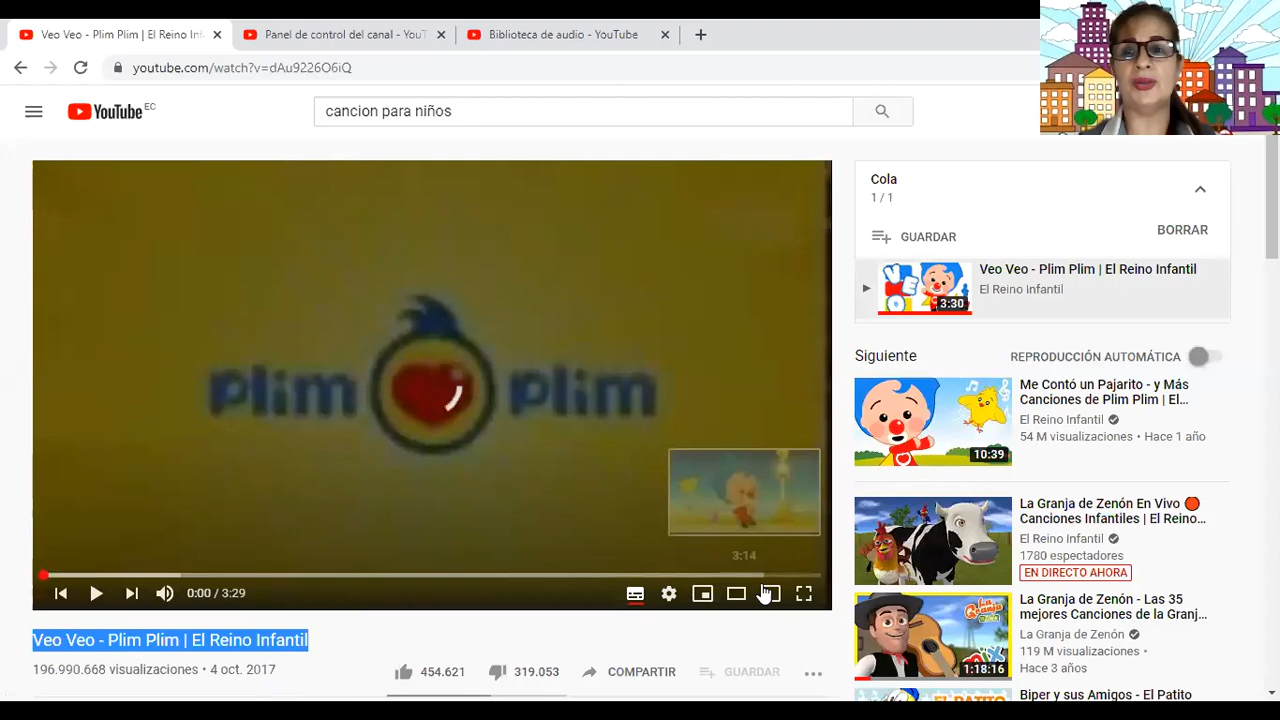 Veo Veo - Plim Plim | El Reino Inf
Panel de control del canal - YouT
Biblioteca de audio - YouTube
youtube.com/watch?v=dAu9226O6iQ
YouTube EC
cancion para niños
plim plim
3:14
0:00 / 3:29
Veo Veo - Plim Plim | El Reino Infantil
196.990.668 visualizaciones • 4 oct. 2017
454.621
319.053
COMPARTIR
GUARDAR
Cola
1 / 1
GUARDAR
BORRAR
VEO
3:30
Veo Veo - Plim Plim | El Reino Infantil
El Reino Infantil
Siguiente
REPRODUCCIÓN AUTOMÁTICA
10:39
Me Contó un Pajarito - y Más
Canciones de Plim Plim | El...
El Reino Infantil
54 M visualizaciones • Hace 1 año
La Granja de Zenón En Vivo
Canciones Infantiles | El Reino...
El Reino Infantil
1780 espectadores
EN DIRECTO AHORA
La Granja
1:18:16
La Granja de Zenón - Las 35
mejores Canciones de la Granj...
La Granja de Zenón
119 M visualizaciones •
Hace 3 años
EL PATITO
Biper y sus Amigos - El Patito